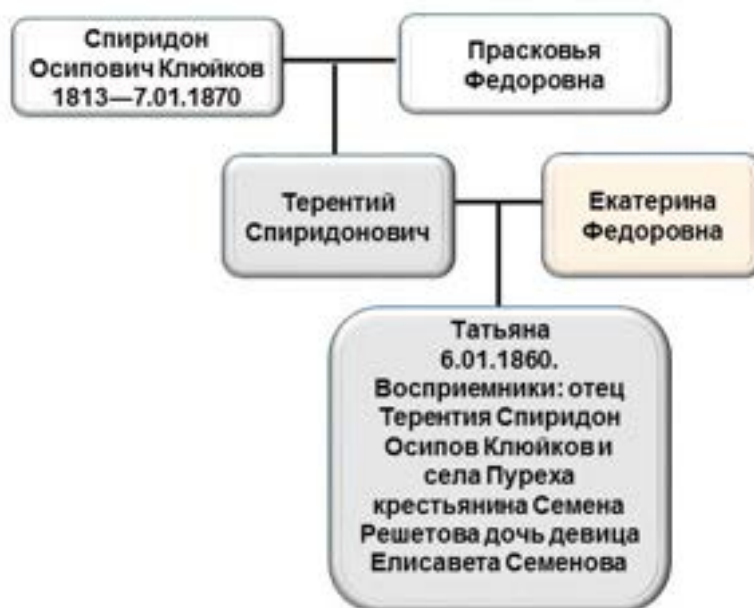 Спиридон
Осипович Клюйков
1813—7.01.1870
Прасковья
Федоровна
Терентий
Спиридонович
Екатерина
Федоровна
Татьяна
6.01.1860.
Восприемники: отец
Терентия Спиридон
Осипов Клюйков и
села Пуреха
крестьянина Семена
Решетова дочь девица
Елисавета Семенова